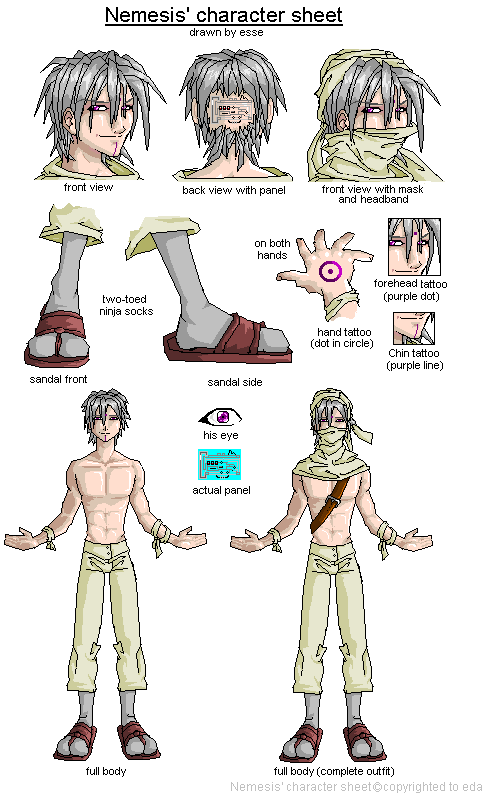 Nemesis' character sheet
drawn by esse
front view
back view with panel
front view with mask
and headband
on both
hands
two-toed
ninja socks
forehead tattoo
(purple dot)
hand tattoo
(dot in circle)
Chin tattoo
(purple line)
sandal front
sandal side
his eye
actual panel
full body
full body (complete outfit)
Nemesis' character sheet©copyrighted to eda